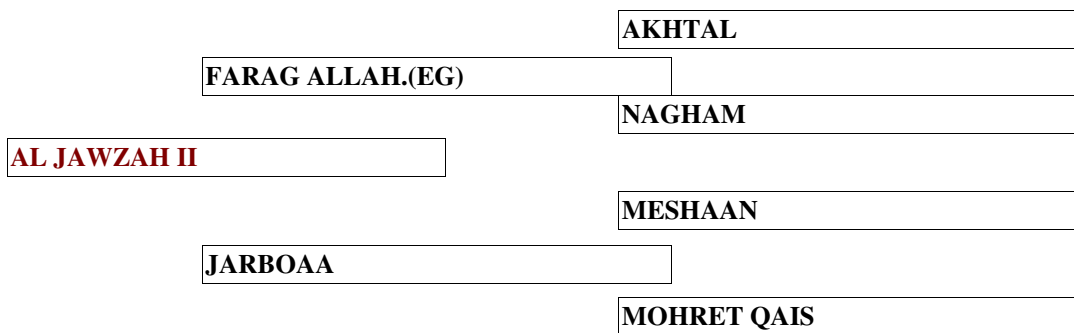 AKHTAL
FARAG ALLAH.(EG)
NAGHAM
AL JAWZAH II
MESHAAN
JARBOAA
MOHRET QAIS